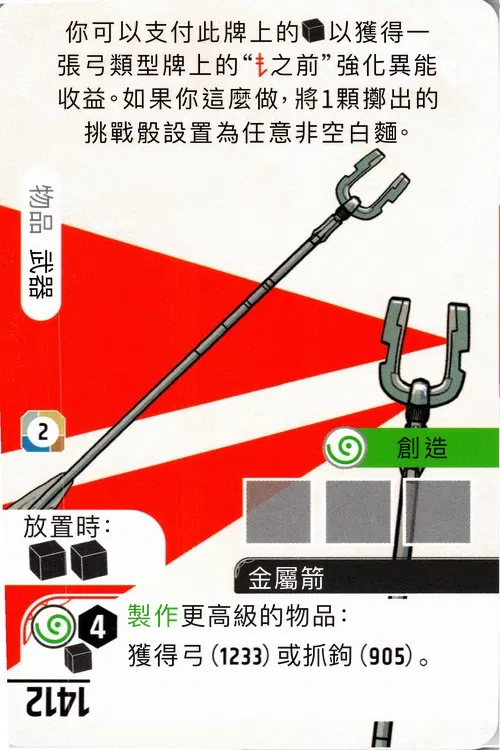 你可以支付此牌上的以獲得一
張弓類型牌上的“之前”強化異能
收益。如果你這麼做,將1顆擲出的
挑戰骰設置為任意非空白麵。
物品 武器
2
創造
放置時:
金屬箭
4
製作更高級的物品:
獲得弓(1233)或抓鉤(905)。
1412